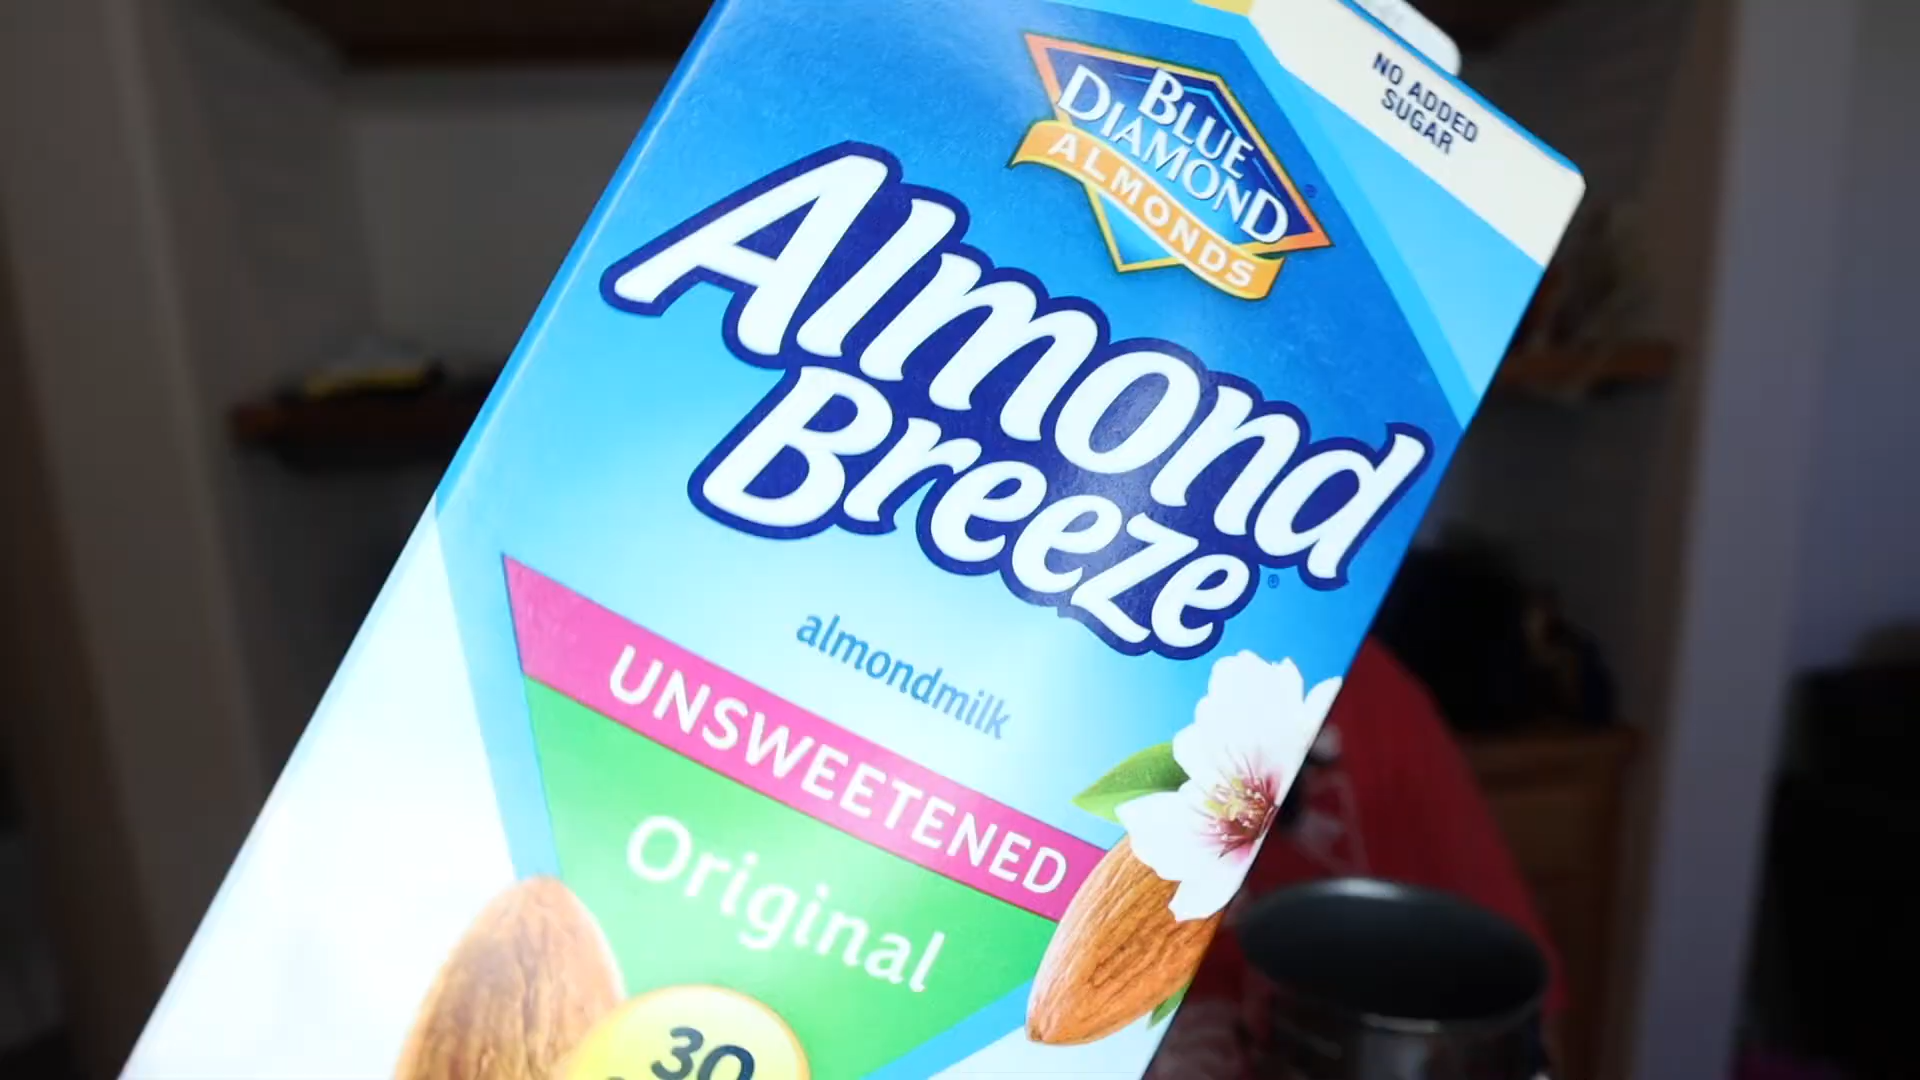 NO ADDED
SUGAR
BLUE
DIAMOND
ALMONDS
Almond
Breeze
almondmilk
UNSWEETENED
Original
30